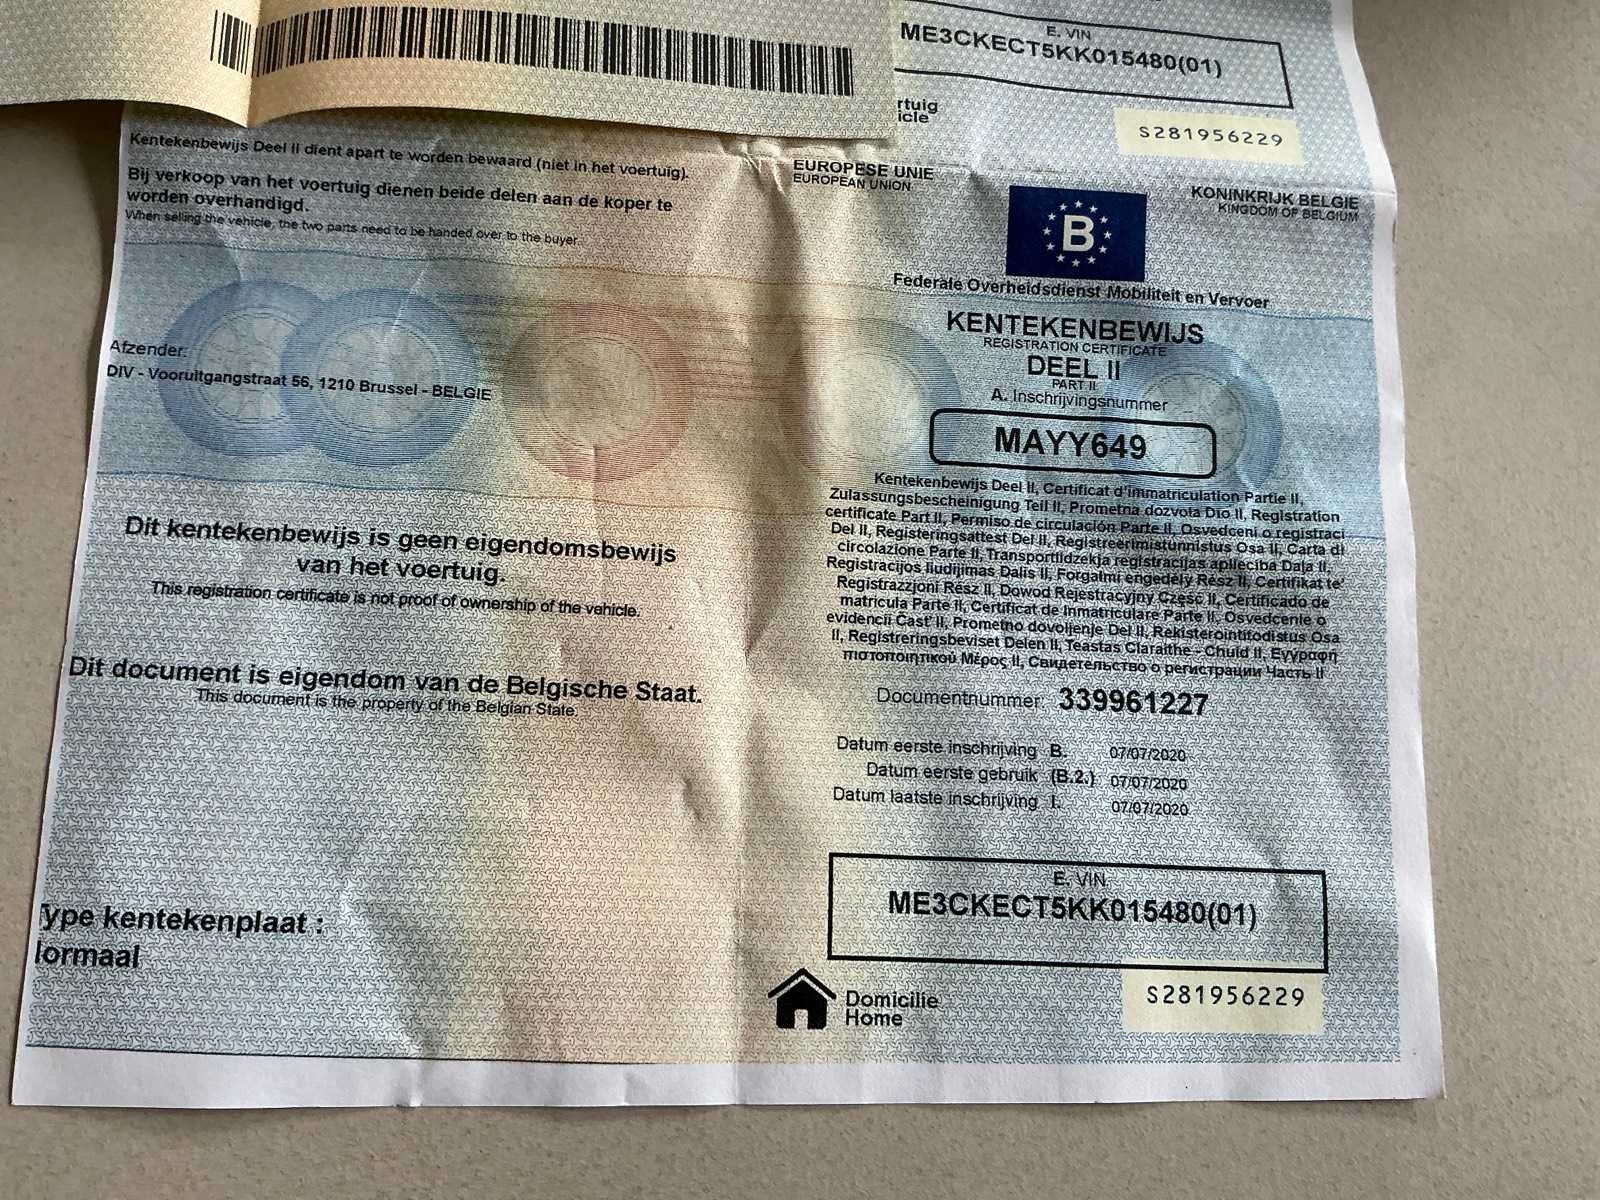 E. VIN
ME3CKECT5KK015480(01)
rtuig
icle
S281956229
Kentekenbewijs Deel II dient apart te worden bewaard (niet in het voertuig).
Bij verkoop van het voertuig dienen beide delen aan de koper te
worden overhandigd.
When selling the vehicle, the two parts need to be handed over to the buyer.
Afzender:
DIV - Vooruitgangstraat 56, 1210 Brussel - BELGIE
Dit kentekenbewijs is geen eigendomsbewijs
van het voertuig.
This registration certificate is not proof of ownership of the vehicle.
Dit document is eigendom van de Belgische Staat.
This document is the property of the Belgian State.
Type kentekenplaat :
lormaal
EUROPESE UNIE
EUROPEAN UNION
KONINKRIJK BELGIE
KINGDOM OF BELGIUM
B
Federale Overheidsdienst Mobiliteit en Vervoer
KENTEKENBEWIJS
REGISTRATION CERTIFICATE
DEEL II
PART II
A. Inschrijvingsnummer
MAYY649
Kentekenbewijs Deel II, Certificat d'immatriculation Partie II,
Zulassungsbescheinigung Teil II, Prometna dozvota Dio II, Registration
certificate Part II, Permiso de circulación Parte II, Osvedceni o registraci
Del II, Registeringsattest Del II, Registreerimistunnistus Osa II, Carta di
circolazione Parte II, Transportlidzekja registracijas apliecíba Daļa II,
Registracijos liudijimas Dalis II, Forgalmi engedély Rész II, Certifikat te'
Registrazzjoni Rész II, Dowod Rejestracyjny Część II, Certificado de
matricula Parte II, Certificat de Inmatriculare Parte II, Osvedcenie o
evidencii Cast' II, Prometno dovoljenje Del II, Rekisterointitodistus Osa
II, Registreringsbeviset Delen II, Teastas Claraithe - Chuid II, Εγγραφή
πιστοποιητικού Μέρος II, Свидетельство о регистрации Часть II
Documentnummer: 339961227
Datum eerste inschrijving B. 07/07/2020
Datum eerste gebruik (B.2.) 07/07/2020
Datum laatste inschrijving I. 07/07/2020
E. VIN
ME3CKECT5KK015480(01)
Domicilie
Home
S281956229